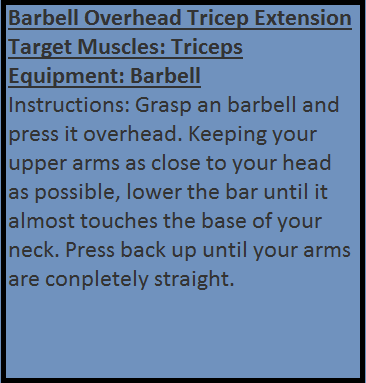 Barbell Overhead Tricep Extension
Target Muscles: Triceps
Equipment: Barbell
Instructions: Grasp an barbell and
press it overhead. Keeping your
upper arms as close to your head
as possible, lower the bar until it
almost touches the base of your
neck. Press back up until your arms
are conpletely straight.